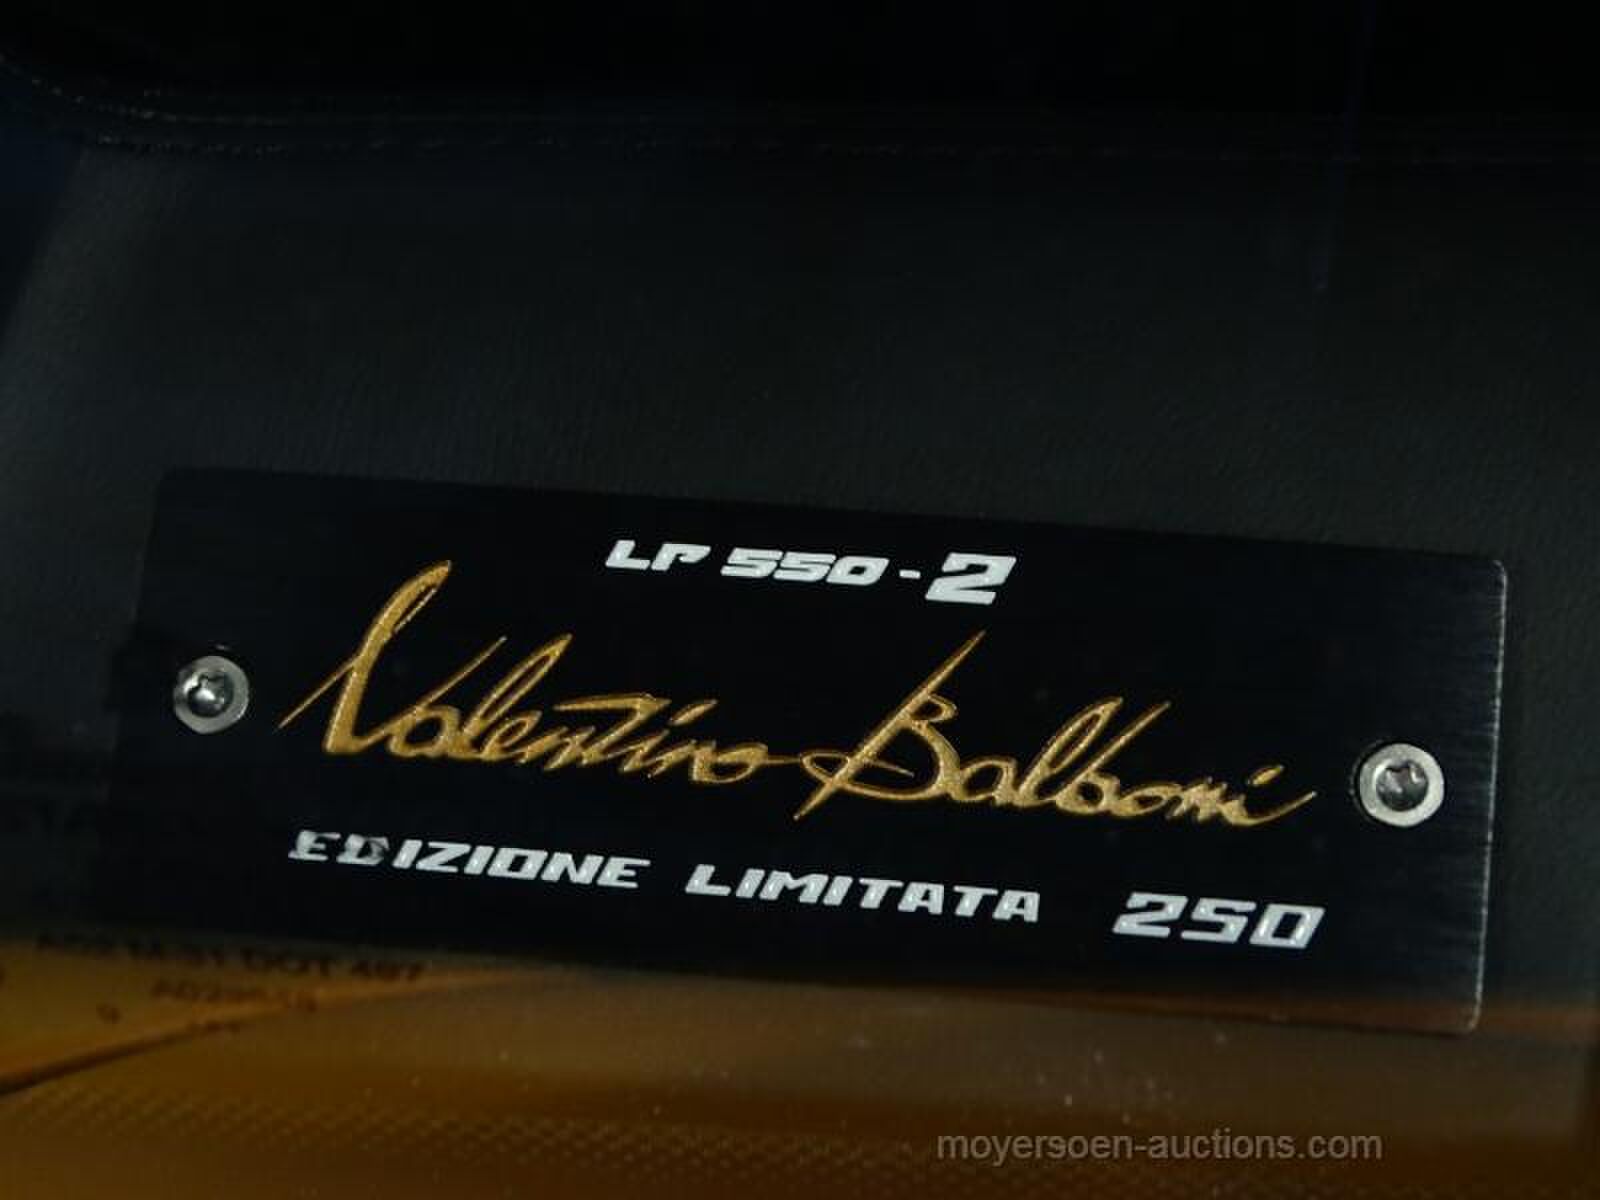 LP 550-2
Valentino Balboni
EDIZIONE LIMITATA 250
moyersoen-auctions.com